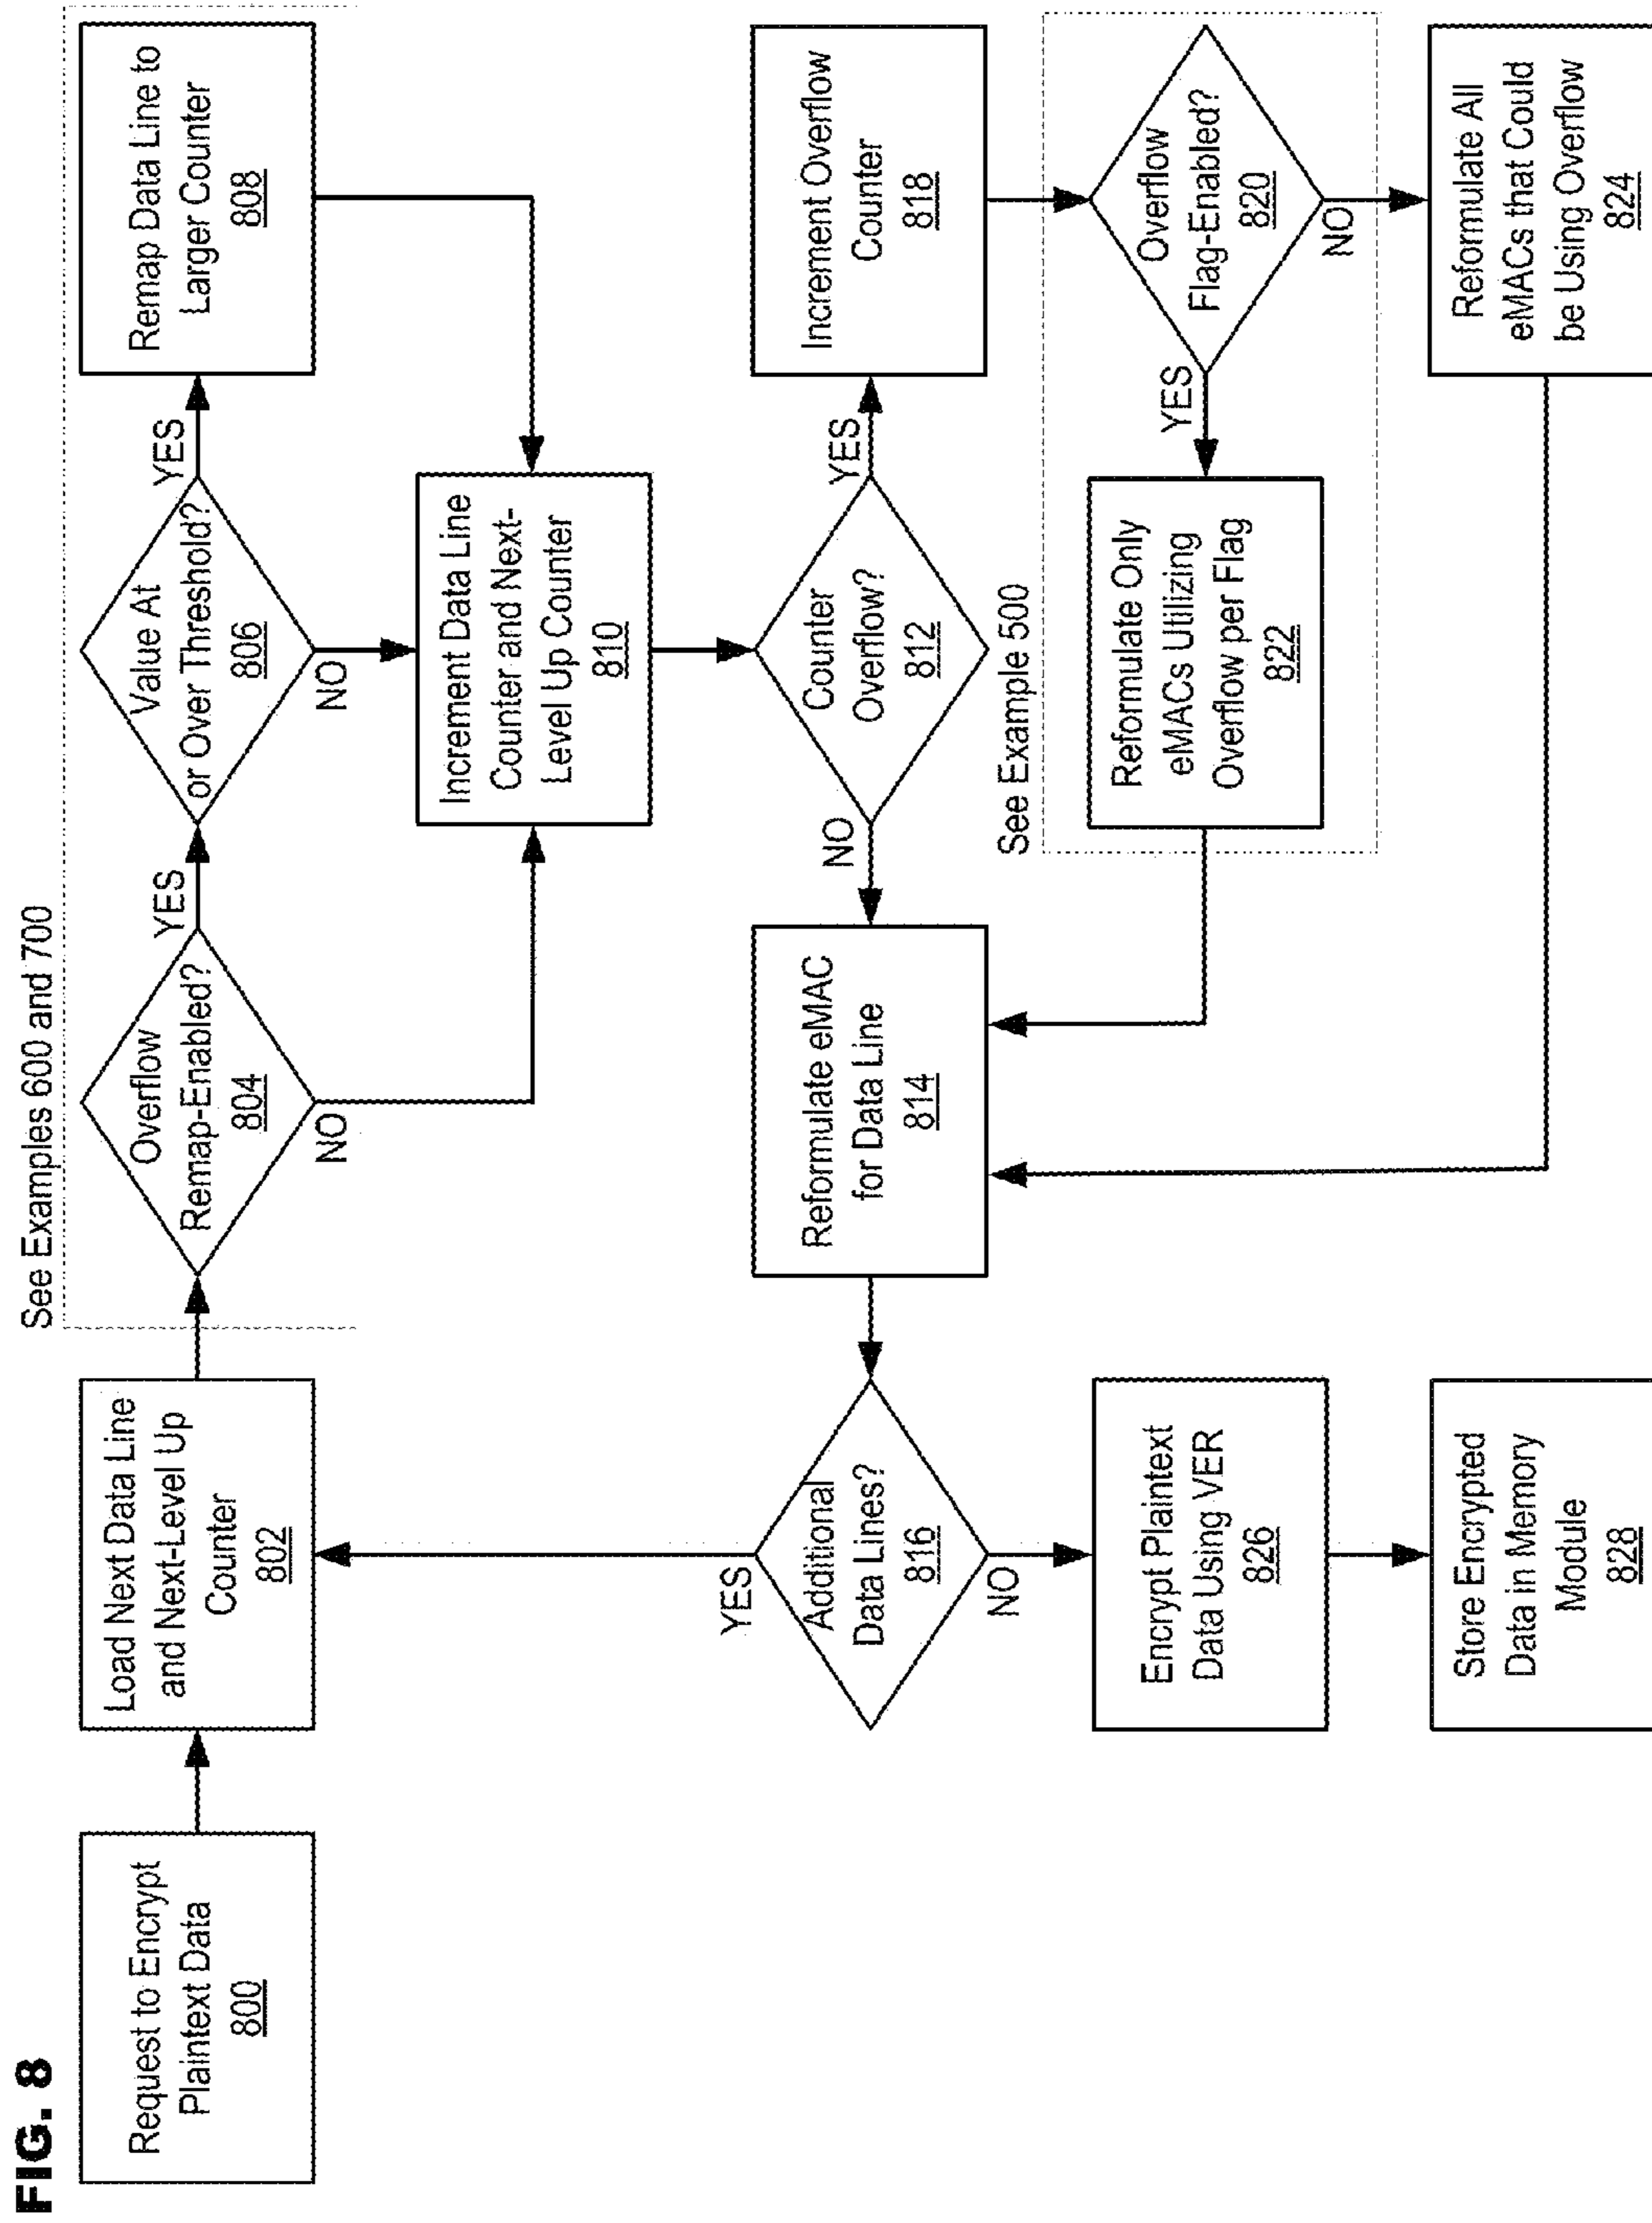 FIG. 8
See Examples 600 and 700
Request to Encrypt
Plaintext Data
800
Load Next Data Line
and Next-Level Up
Counter
802
Overflow
Remap-Enabled?
804
YES
NO
Value At
or Over Threshold?
806
YES
NO
Remap Data Line to
Larger Counter
808
Increment Data Line
Counter and Next-
Level Up Counter
810
Counter
Overflow?
812
YES
NO
Increment Overflow
Counter
818
See Example 500
Overflow
Flag-Enabled?
820
YES
NO
Reformulate Only
eMACs Utilizing
Overflow per Flag
822
Reformulate All
eMACs that Could
be Using Overflow
824
Reformulate eMAC
for Data Line
814
Additional
Data Lines?
816
YES
NO
Encrypt Plaintext
Data Using VER
826
Store Encrypted
Data in Memory
Module
828